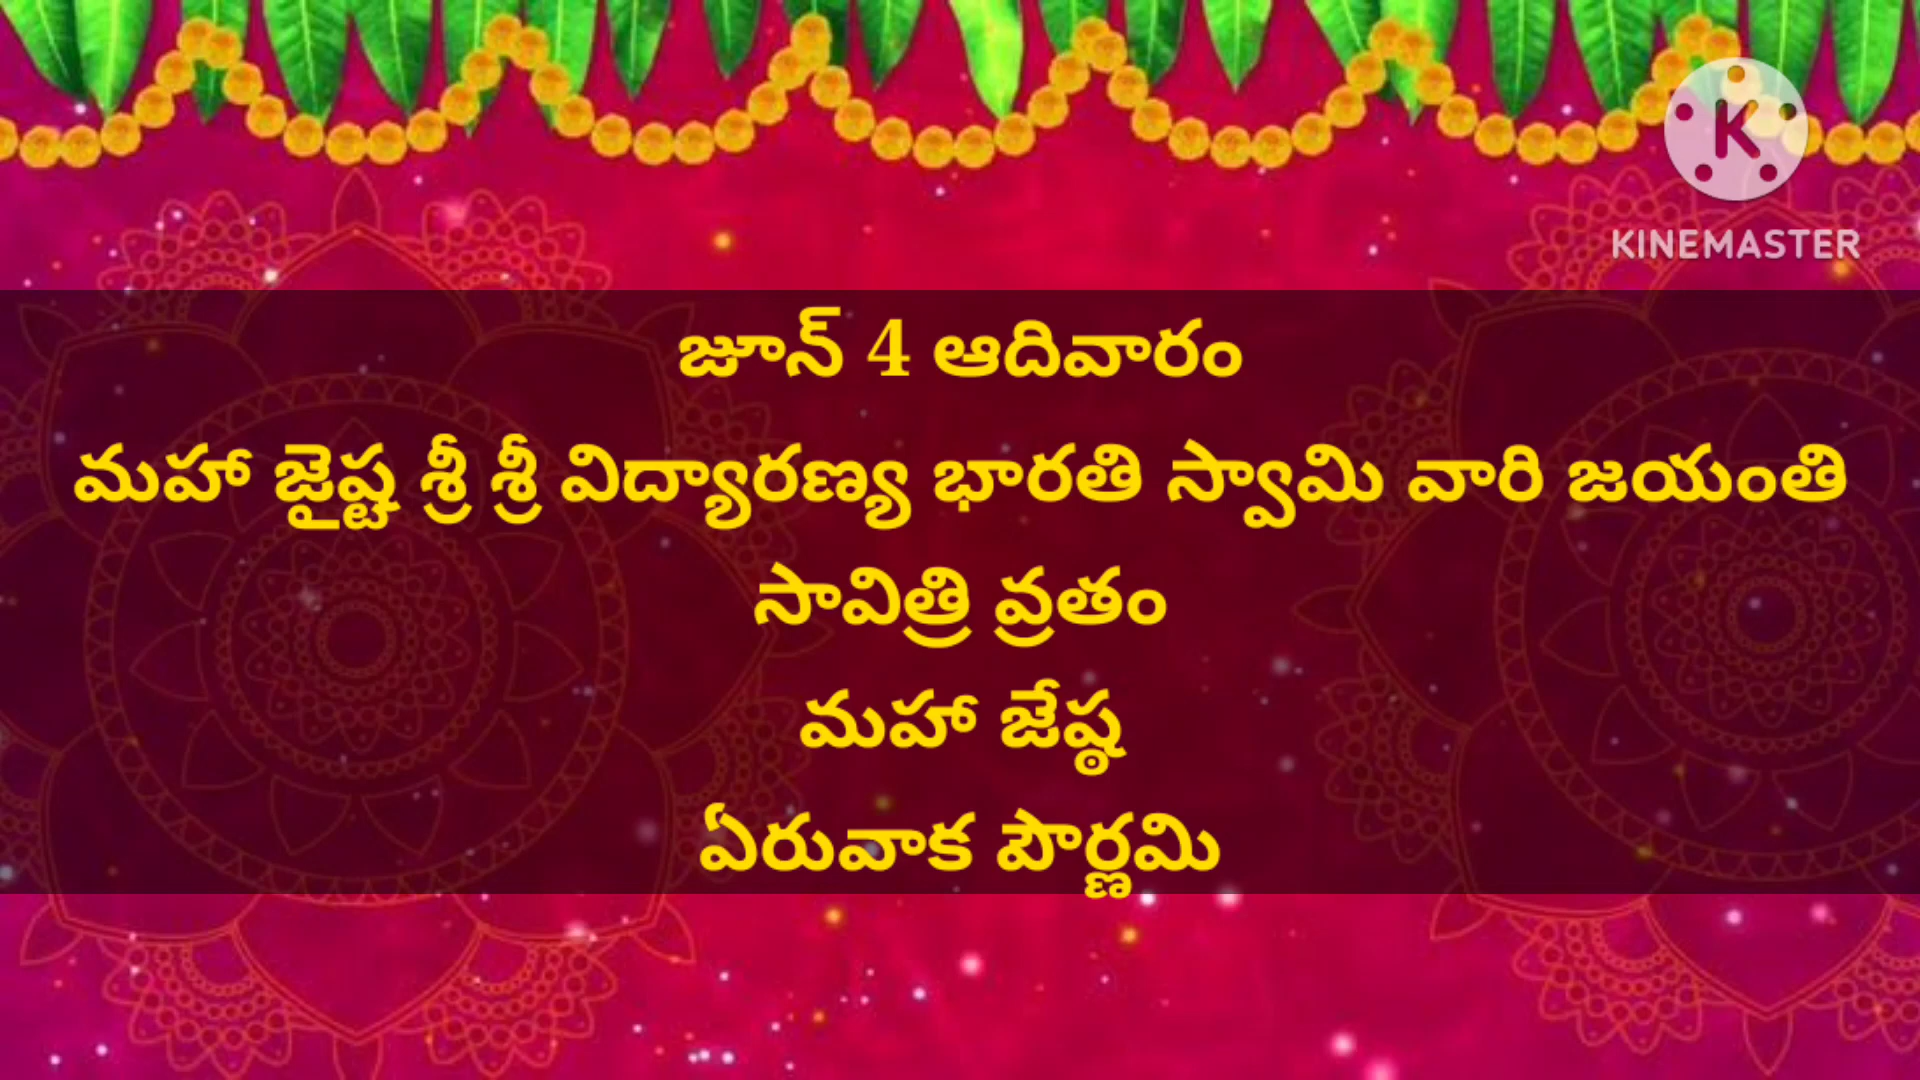 KINEMASTER
జూన్ 4 ఆదివారం
మహా జైష్ట శ్రీ శ్రీ విద్యారణ్య భారతి స్వామి వారి జయంతి
సావిత్రి వ్రతం
మహా జేష్ఠ
ఏరువాక పౌర్ణమి